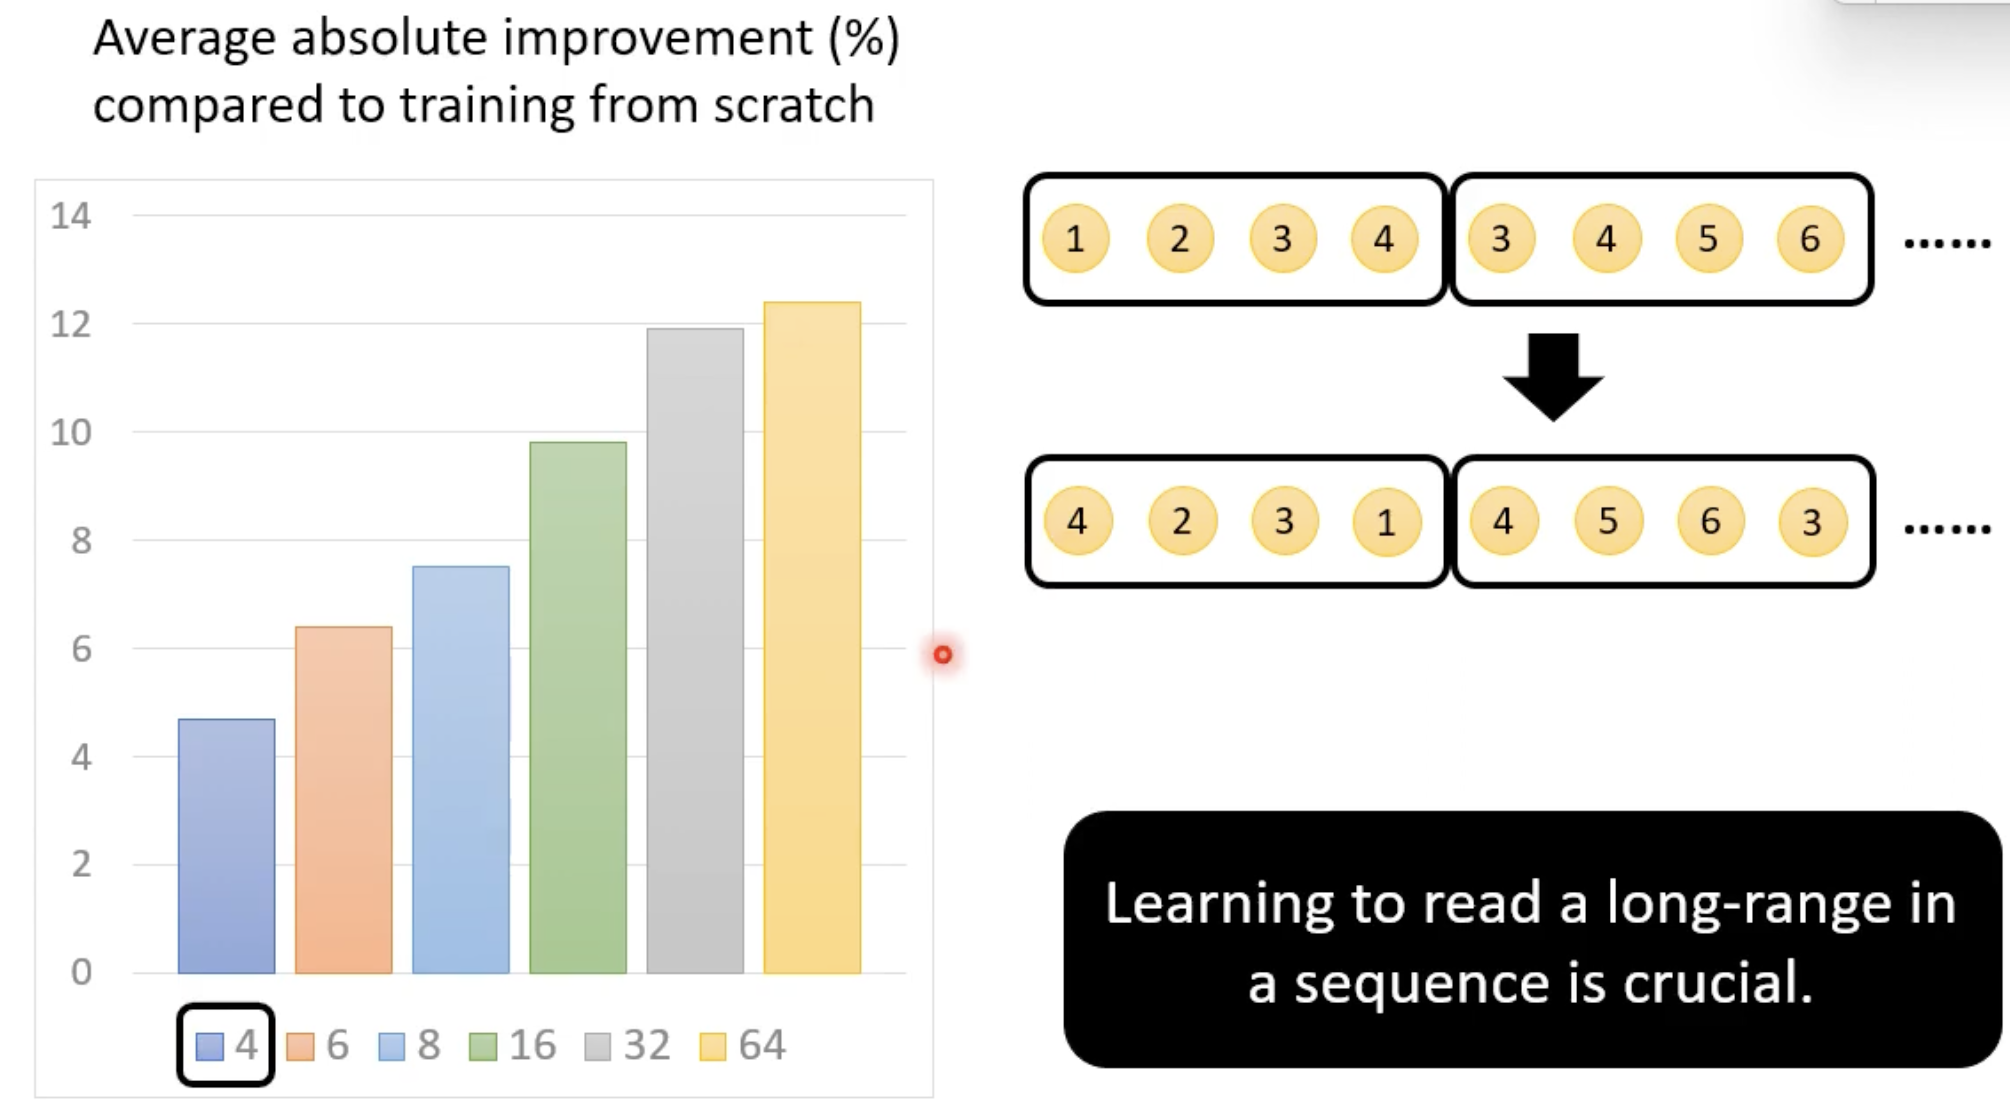 Average absolute improvement (%)
compared to training from scratch
14
12
10
8
6
4
2
0
4 6 8 16 32 64
1 2 3 4 3 4 5 6 ......
4 2 3 1 4 5 6 3 ......
Learning to read a long-range in
a sequence is crucial.